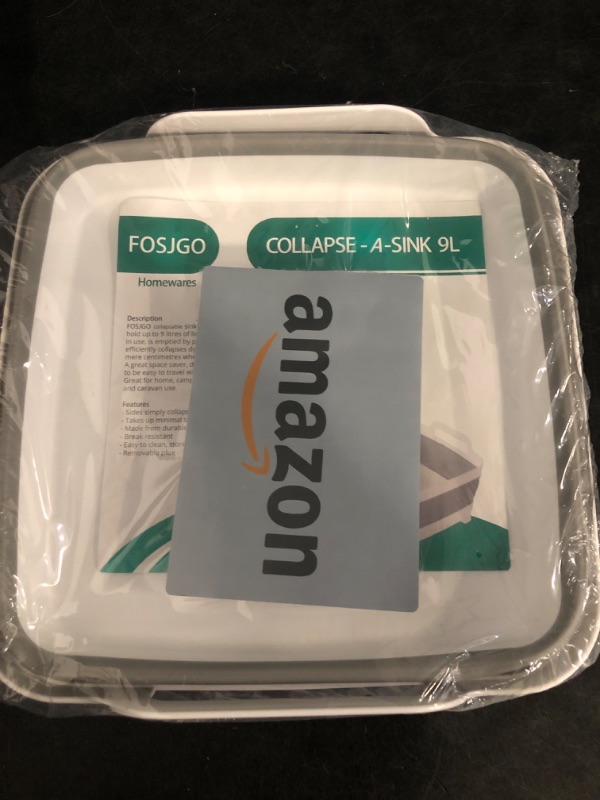 FOSJGO
COLLAPSE - A-SINK 9L
Homewares
Description
FOSJGO collapsible sink
hold up to 9 litres of
in use, is emptied by
efficiently collapses
mere centimetres
A great space saver,
to be easy to travel
Great for home,
and caravan use.
Features
- Sides simply
- Takes up minimal
- Made from durable
- Break resistant
- Easy to clean,
- Removable plug
amazon